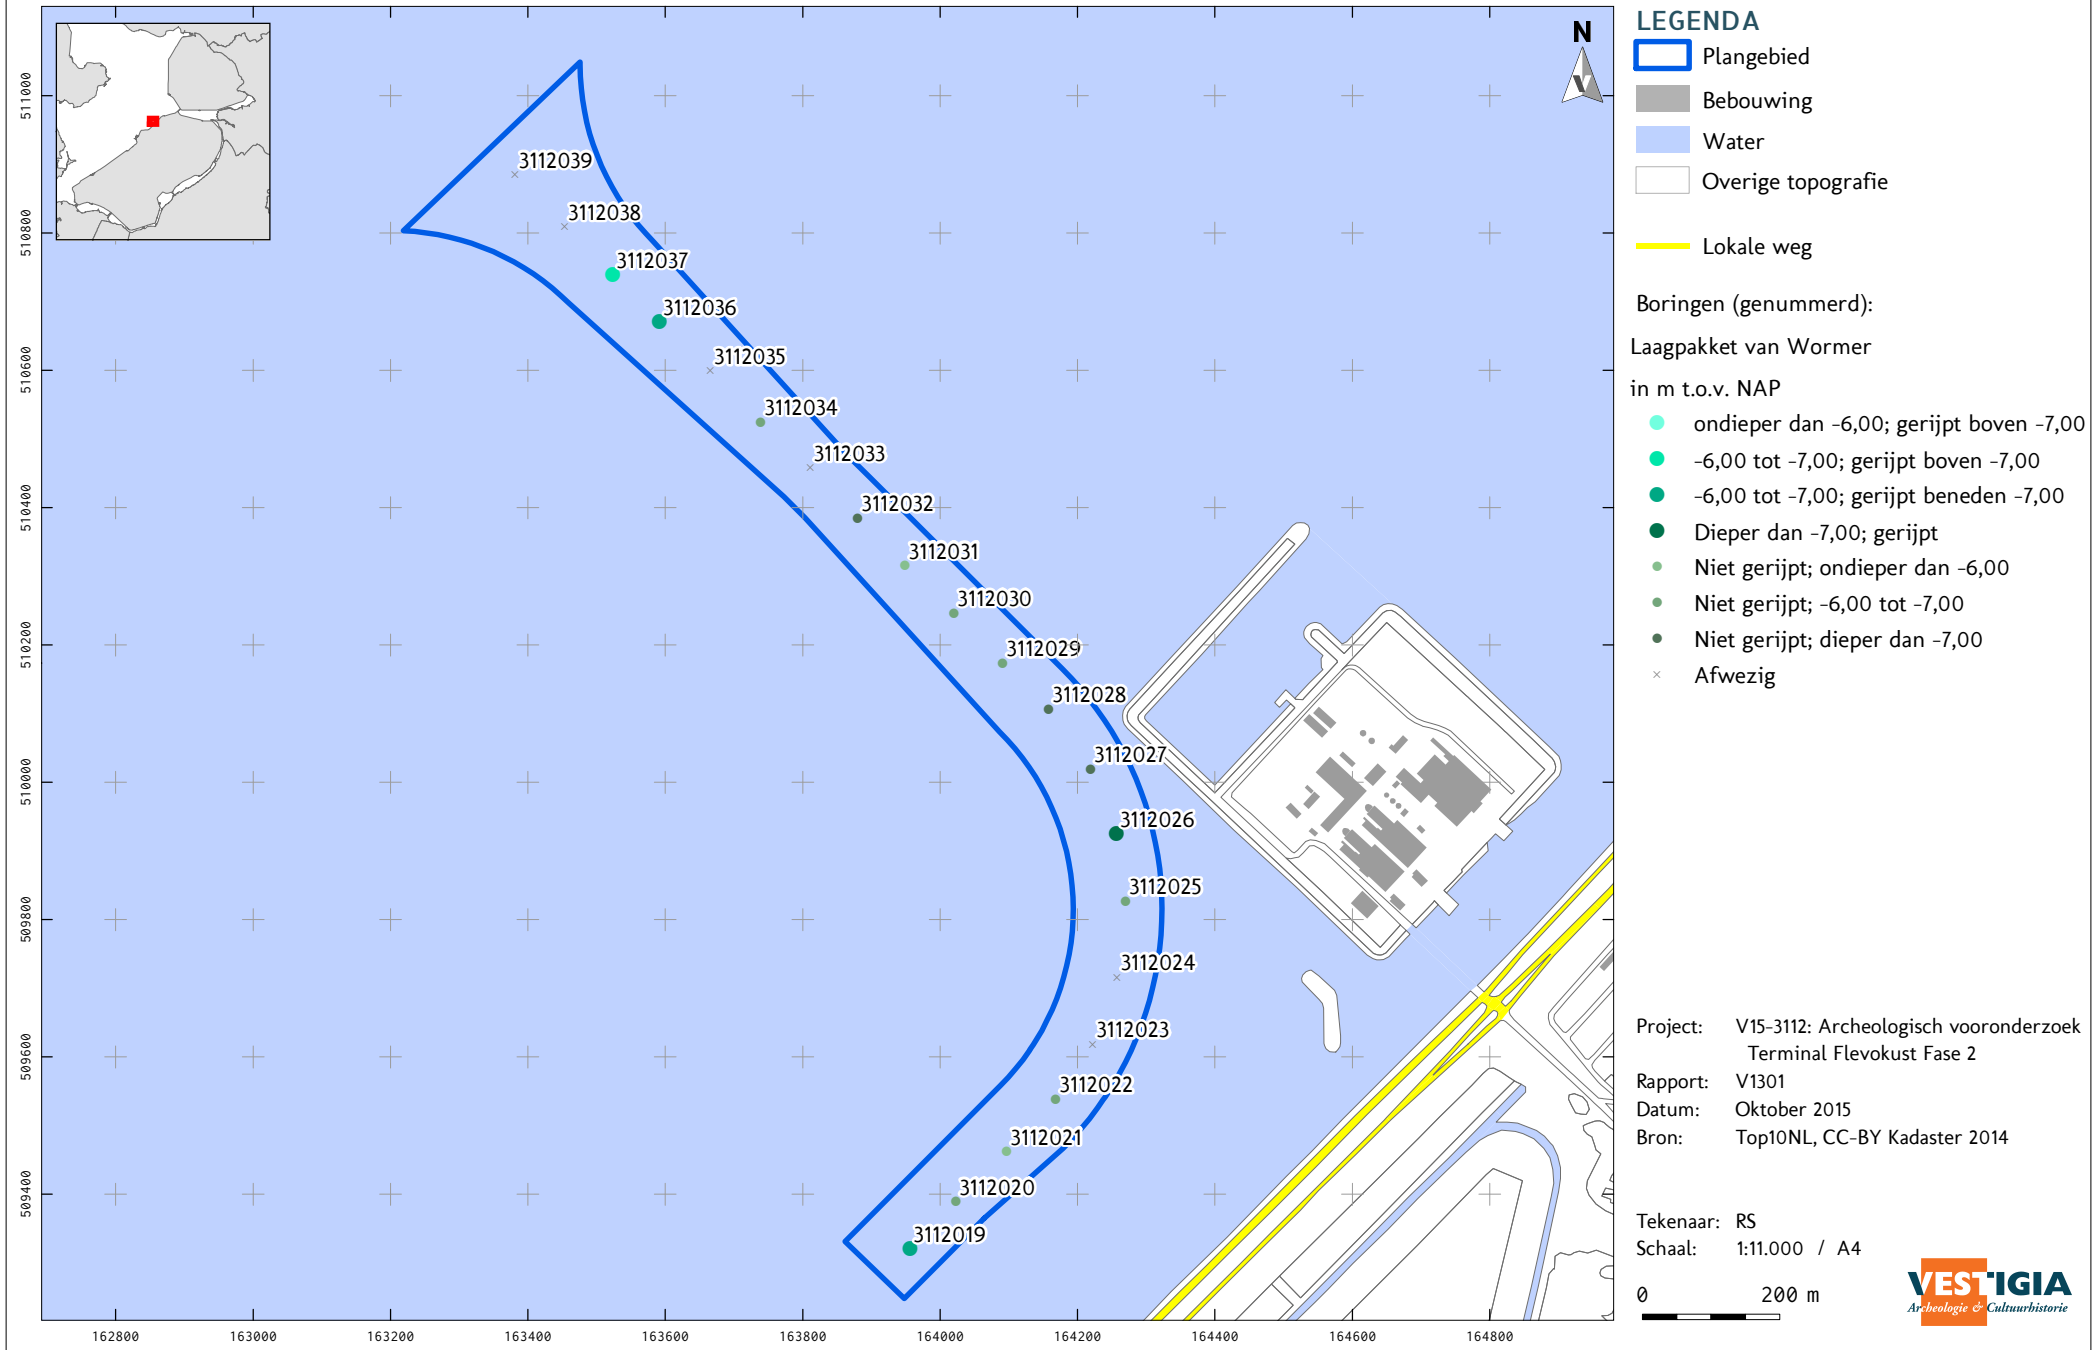 N
3112039
3112038
3112037
3112036
3112035
3112034
3112033
3112032
3112031
3112030
3112029
3112028
3112027
3112026
3112025
3112024
3112023
3112022
3112021
3112020
3112019
511000
510800
510600
510400
510200
510000
509800
509600
509400
162800 163000 163200 163400 163600 163800 164000 164200 164400 164600 164800
LEGENDA
Plangebied
Bebouwing
Water
Overige topografie
Lokale weg
Boringen (genummerd):
Laagpakket van Wormer
in m t.o.v. NAP
ondieper dan -6,00; gerijpt boven -7,00
-6,00 tot -7,00; gerijpt boven -7,00
-6,00 tot -7,00; gerijpt beneden -7,00
Dieper dan -7,00; gerijpt
Niet gerijpt; ondieper dan -6,00
Niet gerijpt; -6,00 tot -7,00
Niet gerijpt; dieper dan -7,00
Afwezig
Project: V15-3112: Archeologisch vooronderzoek
Terminal Flevokust Fase 2
Rapport: V1301
Datum: Oktober 2015
Bron: Top10NL, CC-BY Kadaster 2014
Tekenaar: RS
Schaal: 1:11.000 / A4
0 200 m
VESTIGIA
Archeologie & Cultuurhistorie